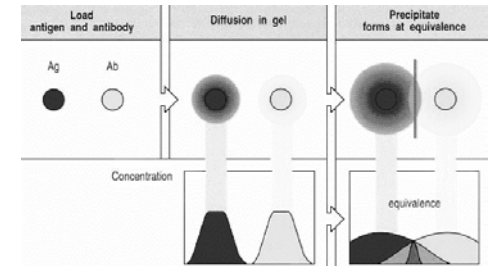 Load
antigen and antibody
Diffusion in gel
Precipitate
forms at equivalence
Ag
Ab
Concentration
equivalence